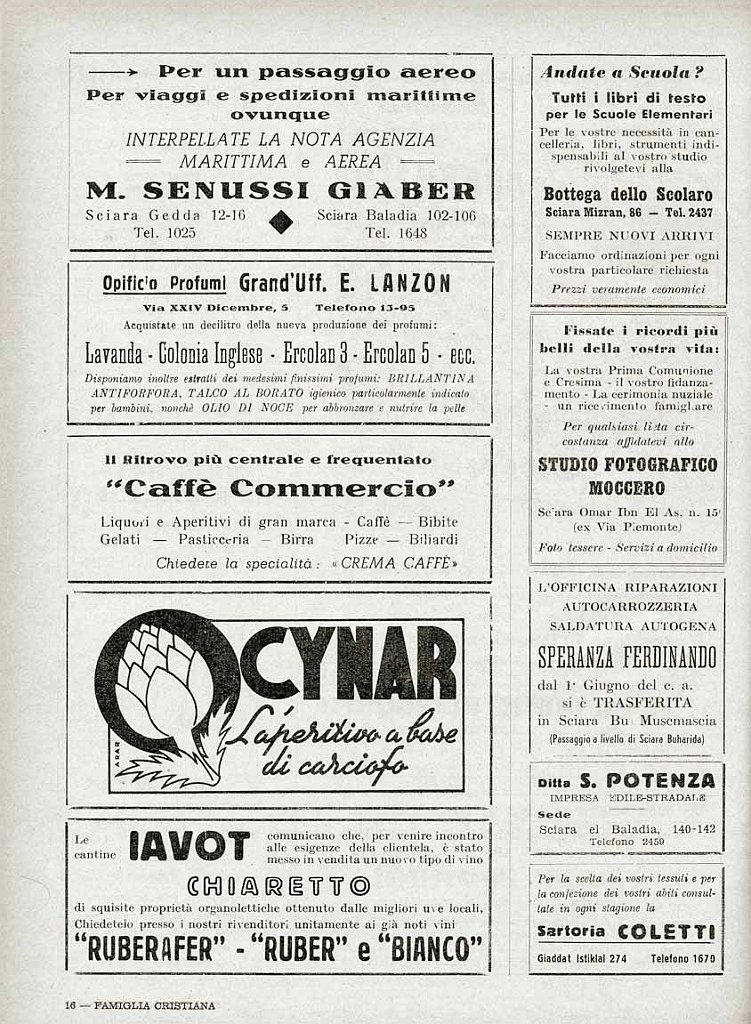 Per un passaggio aereo
Per viaggi e spedizioni marittime
ovunque
INTERPELLATE LA NOTA AGENZIA
MARITTIMA e AEREA
M. SENUSSI GIABER
Sciara Gedda 12-16
Tel. 1025
Sciara Baladia 102-106
Tel. 1648
Opificio Profumi Grand'Uff. E. LANZON
Via XXIV Dicembre, 5 Telefono 13-95
Acquistate un decilitro della nuova produzione dei profumi:
Lavanda - Colonia Inglese - Ercolan 3 - Ercolan 5 - ecc.
Disponiamo inoltre estratti dei medesimi finissimi profumi: BRILLANTINA
ANTIFORFORA, TALCO AL BORATO igienico particolarmente indicato
per bambini, nonchè OLIO DI NOCE per abbronzare e nutrire la pelle
Il Ritrovo più centrale e frequentato
"Caffè Commercio"
Liquori e Aperitivi di gran marca - Caffè — Bibite
Gelati — Pasticceria — Birra Pizze — Biliardi
Chiedete la specialità: «CREMA CAFFÈ»
CYNAR
L'aperitivo a base
di carciofo
ARAR
Le
cantine
IAVOT
comunicano che, per venire incontro
alle esigenze della clientela, è stato
messo in vendita un nuovo tipo di vino
CHIARETTO
di squisite proprietà organolettiche ottenuto dalle migliori uve locali,
Chiedetelo presso i nostri rivenditori unitamente ai già noti vini
"RUBERAFER" - "RUBER" e "BIANCO"
Andate a Scuola?
Tutti i libri di testo
per le Scuole Elementari
Per le vostre necessità in can-
celleria, libri, strumenti indi-
spensabili al vostro studio
rivolgetevi alla
Bottega dello Scolaro
Sciara Mizran, 86 — Tel. 2437
SEMPRE NUOVI ARRIVI
Facciamo ordinazioni per ogni
vostra particolare richiesta
Prezzi veramente economici
Fissate i ricordi più
belli della vostra vita:
La vostra Prima Comunione
e Cresima - il vostro fidanza-
mento - La cerimonia nuziale
- un ricevimento famigliare
Per qualsiasi lieta cir-
costanza affidatevi allo
STUDIO FOTOGRAFICO
MOCCERO
Sciara Omar Ibn El As, n. 15
(ex Via Piemonte)
Foto tessere - Servizi a domicilio
L'OFFICINA RIPARAZIONI
AUTOCARROZZERIA
SALDATURA AUTOGENA
SPERANZA FERDINANDO
dal 1° Giugno del c. a.
si è TRASFERITA
in Sciara Bu Muscmascia
(Passaggio a livello di Sciara Buharida)
Ditta S. POTENZA
IMPRESA EDILE-STRADALE
Sede
Sciara el Baladia, 140-142
Telefono 2459
Per la scelta dei vostri tessuti e per
la confezione dei vostri abiti consul-
tate in ogni stagione la
Sartoria COLETTI
Giaddat Istiklal 274 Telefono 1670
16 — FAMIGLIA CRISTIANA